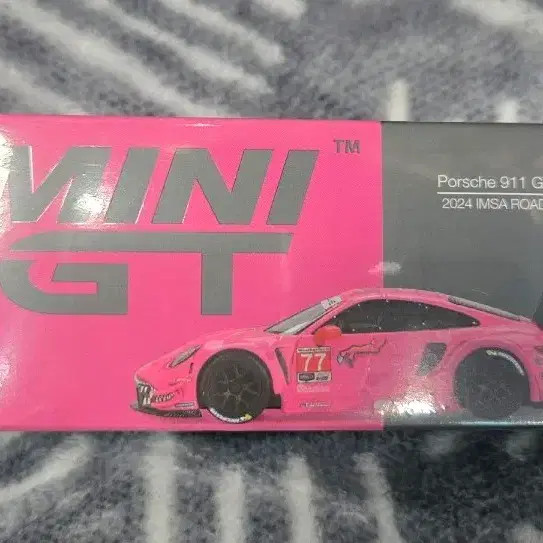 MINI GT ™
Porsche 911 G
2024 IMSA ROAD
77